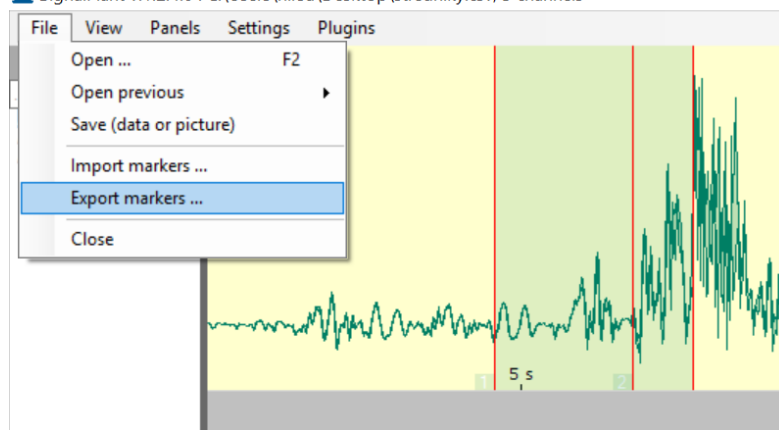 File View Panels Settings Plugins
Open ... F2
Open previous
Save (data or picture)
Import markers ...
Export markers ...
Close
5 s
1
2